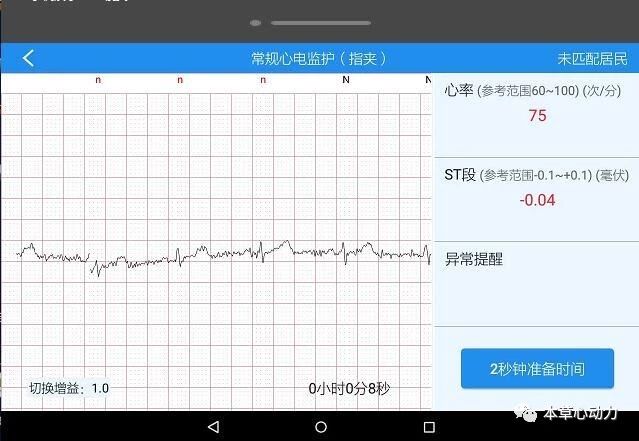 常规心电监护（指夹）
未匹配居民
n n n N N
心率 (参考范围60~100) (次/分)
75
ST段 (参考范围-0.1~+0.1) (毫伏)
-0.04
异常提醒
切换增益：1.0
0小时0分8秒
2秒钟准备时间
本草心动力